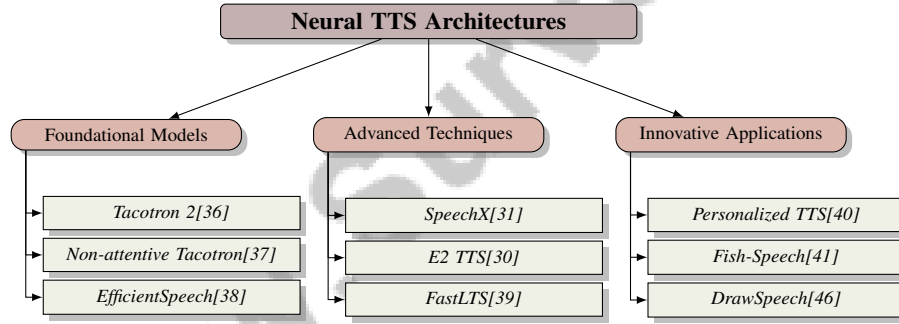 Neural TTS Architectures
Foundational Models
Advanced Techniques
Innovative Applications
Tacotron 2[36]
Non-attentive Tacotron[37]
EfficientSpeech[38]
SpeechX[31]
E2 TTS[30]
FastLTS[39]
Personalized TTS[40]
Fish-Speech[41]
DrawSpeech[46]